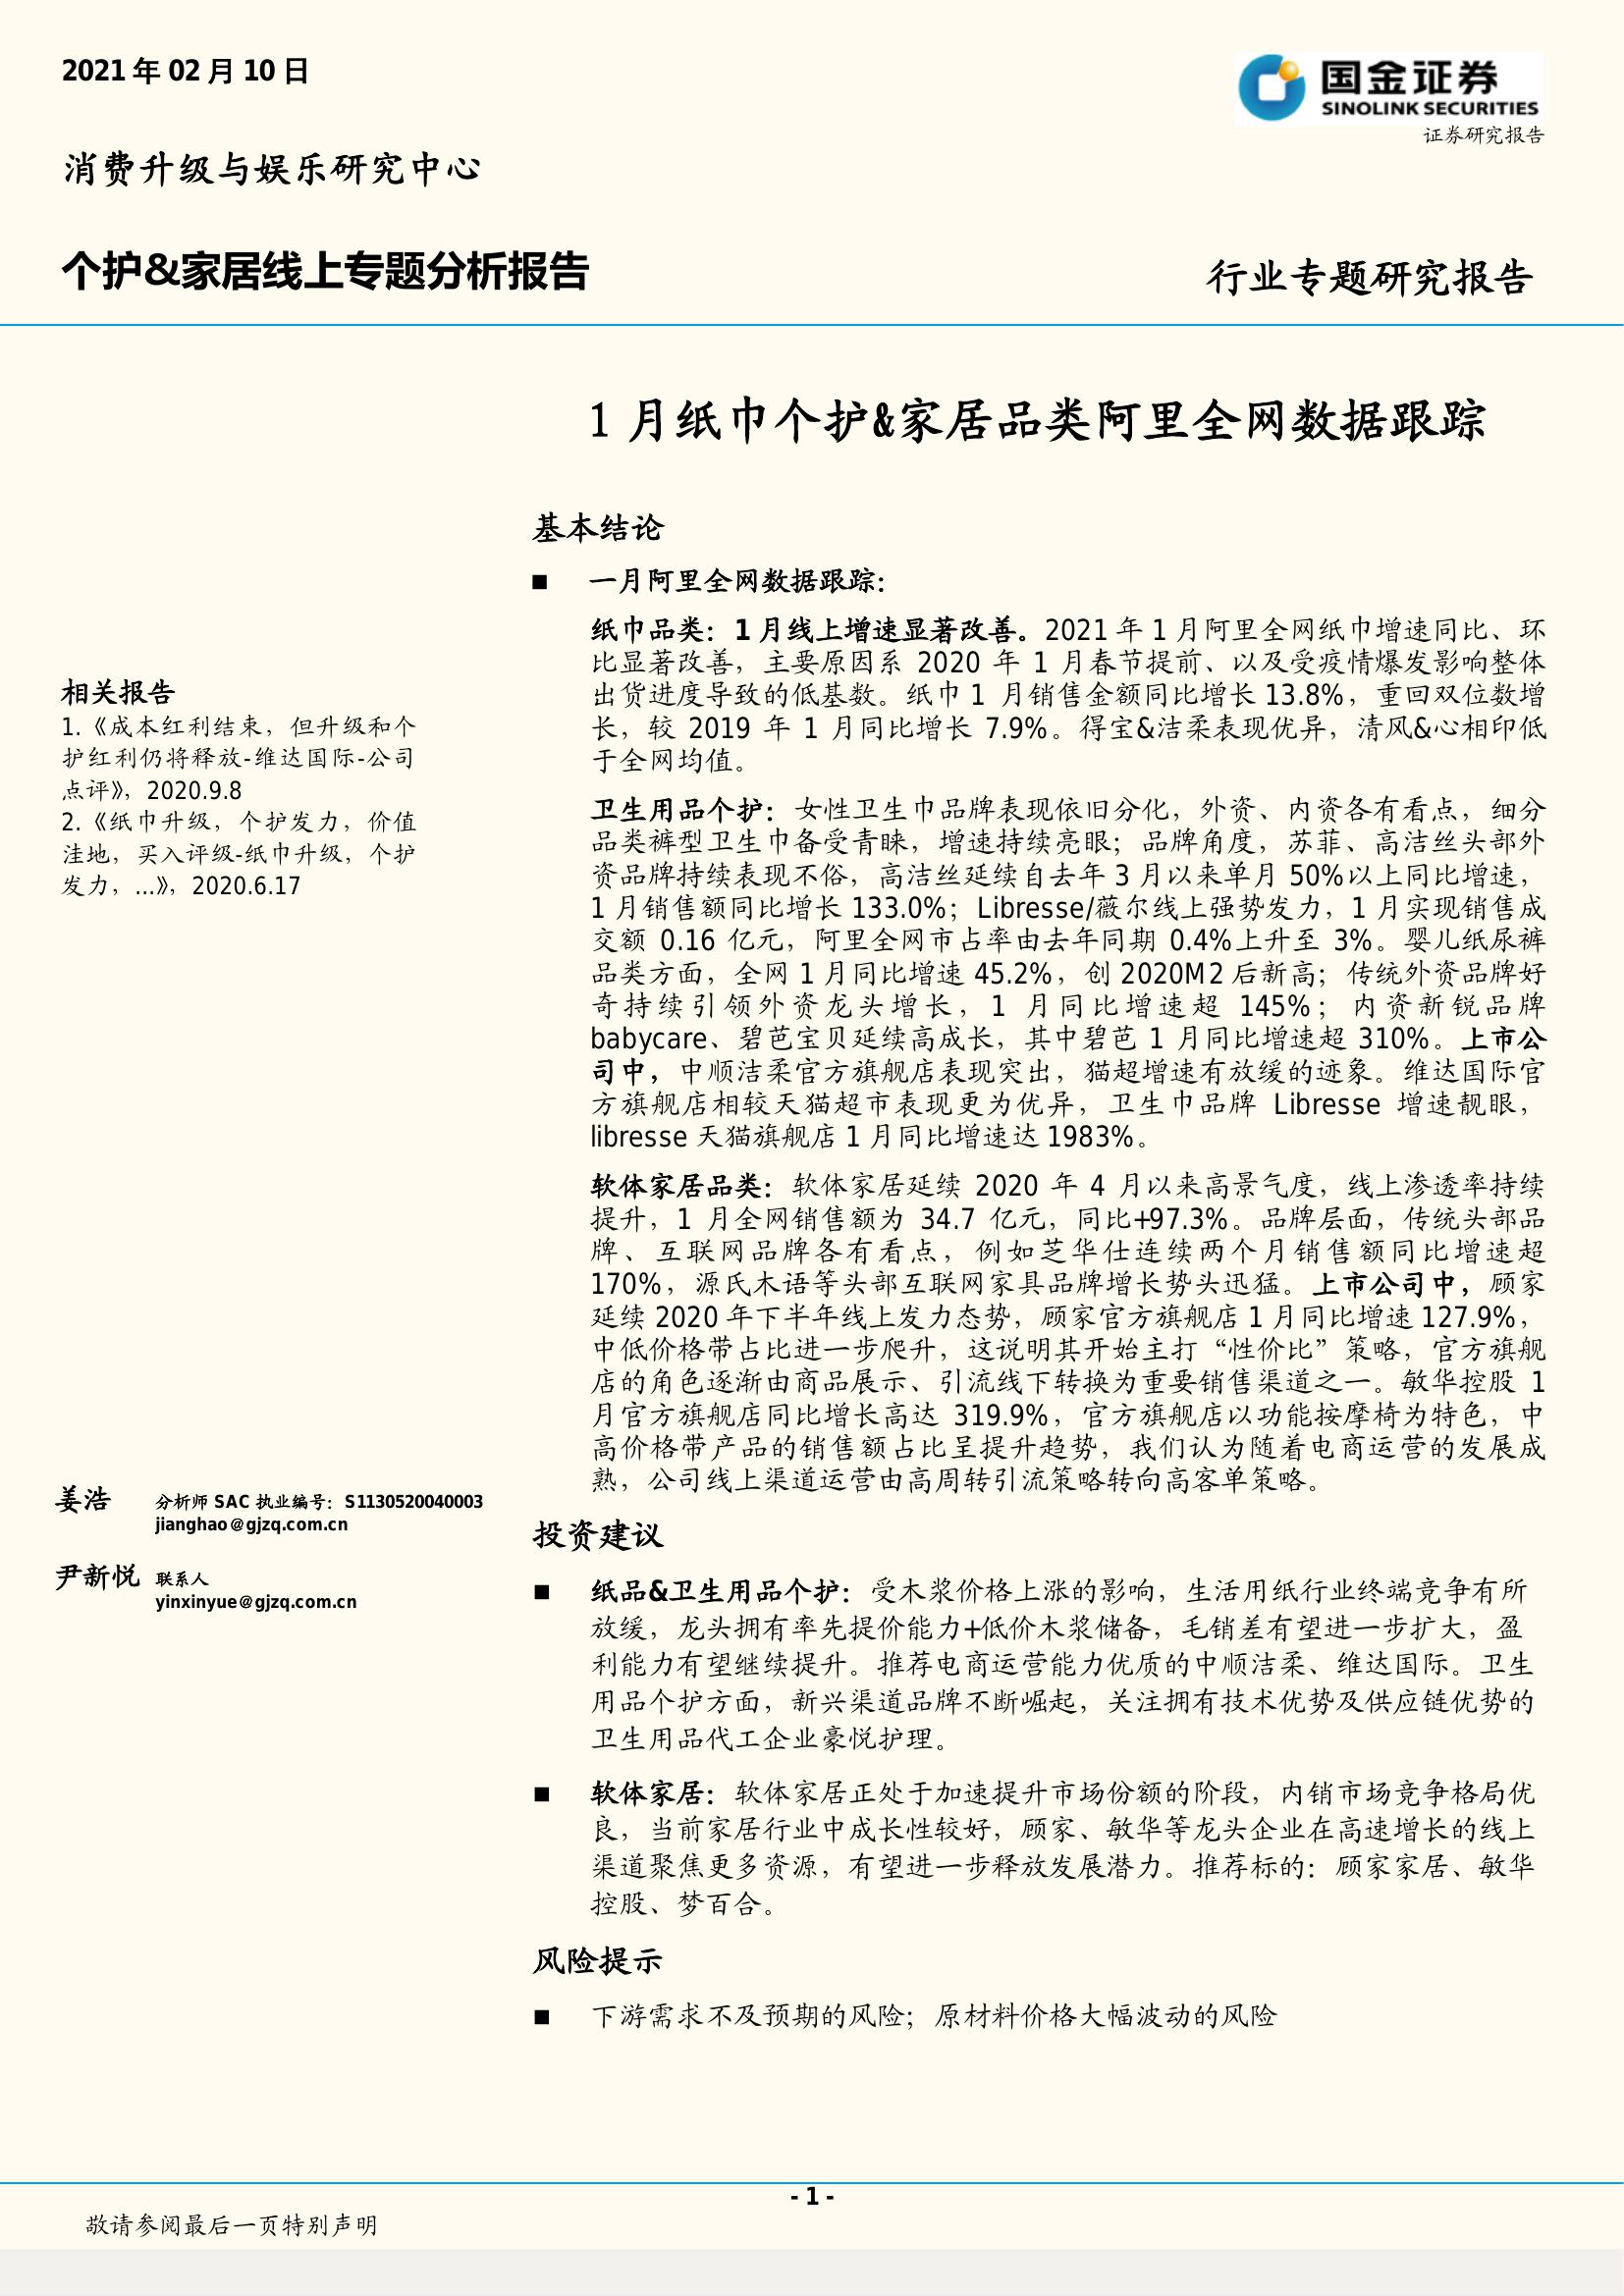 2021 年 02 月 10 日
国金证券
SINOLINK SECURITIES
证券研究报告
消费升级与娱乐研究中心
个护&家居线上专题分析报告
行业专题研究报告
1 月纸巾个护&家居品类阿里全网数据跟踪
基本结论
■ 一月阿里全网数据跟踪：
纸巾品类：1 月线上增速显著改善。2021 年 1 月阿里全网纸巾增速同比、环
比显著改善，主要原因系 2020 年 1 月春节提前、以及受疫情爆发影响整体
出货进度导致的低基数。纸巾 1 月销售金额同比增长 13.8%，重回双位数增
长，较 2019 年 1 月同比增长 7.9%。得宝&洁柔表现优异，清风&心相印低
于全网均值。
卫生用品个护：女性卫生巾品牌表现依旧分化，外资、内资各有看点，细分
品类裤型卫生巾备受青睐，增速持续亮眼；品牌角度，苏菲、高洁丝头部外
资品牌持续表现不俗，高洁丝延续自去年 3 月以来单月 50%以上同比增速，
1 月销售额同比增长 133.0%；Libresse/薇尔线上强势发力，1 月实现销售成
交额 0.16 亿元，阿里全网市占率由去年同期 0.4%上升至 3%。婴儿纸尿裤
品类方面，全网 1 月同比增速 45.2%，创 2020M2 后新高；传统外资品牌好
奇持续引领外资龙头增长，1 月同比增速超 145%；内资新锐品牌
babycare、碧芭宝贝延续高成长，其中碧芭 1 月同比增速超 310%。上市公
司中，中顺洁柔官方旗舰店表现突出，猫超增速有放缓的迹象。维达国际官
方旗舰店相较天猫超市表现更为优异，卫生巾品牌 Libresse 增速靓眼，
libresse 天猫旗舰店 1 月同比增速达 1983%。
软体家居品类：软体家居延续 2020 年 4 月以来高景气度，线上渗透率持续
提升，1 月全网销售额为 34.7 亿元，同比+97.3%。品牌层面，传统头部品
牌、互联网品牌各有看点，例如芝华仕连续两个月销售额同比增速超
170%，源氏木语等头部互联网家具品牌增长势头迅猛。上市公司中，顾家
延续 2020 年下半年线上发力态势，顾家官方旗舰店 1 月同比增速 127.9%，
中低价格带占比进一步爬升，这说明其开始主打“性价比”策略，官方旗舰
店的角色逐渐由商品展示、引流线下转换为重要销售渠道之一。敏华控股 1
月官方旗舰店同比增长高达 319.9%，官方旗舰店以功能按摩椅为特色，中
高价格带产品的销售额占比呈提升趋势，我们认为随着电商运营的发展成
熟，公司线上渠道运营由高周转引流策略转向高客单策略。
投资建议
■ 纸品&卫生用品个护：受木浆价格上涨的影响，生活用纸行业终端竞争有所
放缓，龙头拥有率先提价能力+低价木浆储备，毛销差有望进一步扩大，盈
利能力有望继续提升。推荐电商运营能力优质的中顺洁柔、维达国际。卫生
用品个护方面，新兴渠道品牌不断崛起，关注拥有技术优势及供应链优势的
卫生用品代工企业豪悦护理。
■ 软体家居：软体家居正处于加速提升市场份额的阶段，内销市场竞争格局优
良，当前家居行业中成长性较好，顾家、敏华等龙头企业在高速增长的线上
渠道聚焦更多资源，有望进一步释放发展潜力。推荐标的：顾家家居、敏华
控股、梦百合。
风险提示
■ 下游需求不及预期的风险；原材料价格大幅波动的风险
相关报告
1.《成本红利结束，但升级和个
护红利仍将释放-维达国际-公司
点评》，2020.9.8
2.《纸巾升级，个护发力，价值
洼地，买入评级-纸巾升级，个护
发力，...》，2020.6.17
姜浩 分析师 SAC 执业编号：S1130520040003
jianghao@gjzq.com.cn
尹新悦 联系人
yinxinyue@gjzq.com.cn
- 1 -
敬请参阅最后一页特别声明